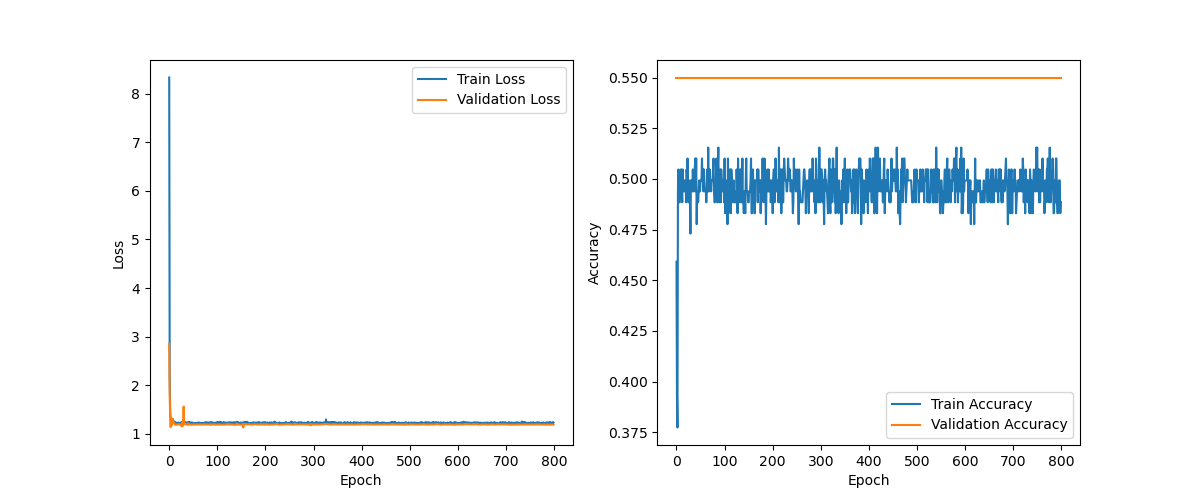 Train Loss
Validation Loss
8
7
6
5
4
3
2
1
Loss
0 100 200 300 400 500 600 700 800
Epoch
0.550
0.525
0.500
0.475
0.450
0.425
0.400
0.375
Accuracy
Train Accuracy
Validation Accuracy
0 100 200 300 400 500 600 700 800
Epoch